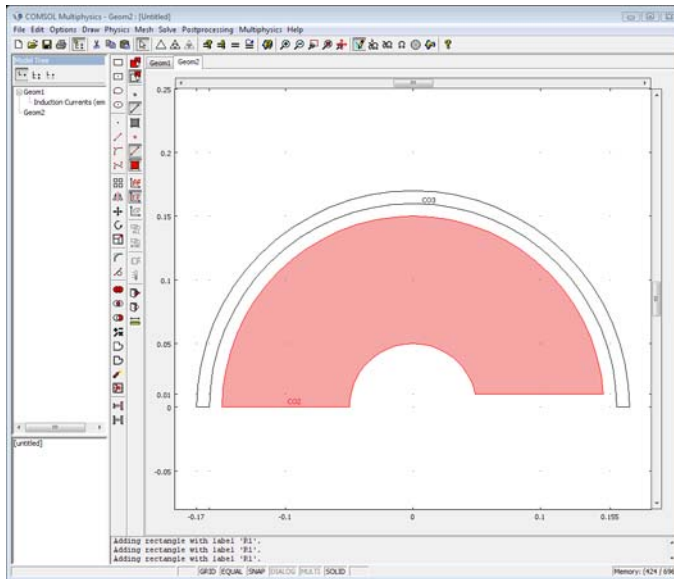 COMSOL Multiphysics - Geom2 : [Untitled]
File Edit Options Draw Physics Mesh Solve Postprocessing Multiphysics Help
Model Tree
Geom1
Induction Currents (em
Geom2
[untitled]
Geom1 Geom2
0.25
0.2
0.15
0.1
0.05
0.01
0
-0.05
-0.17 -0.1 0 0.1 0.155
CO3
CO2
Adding rectangle with label 'R1'.
Adding rectangle with label 'R1'.
Adding rectangle with label 'R1'.
GRID EQUAL SNAP DIALOG MULTI SOLID
Memory: (424 / 696